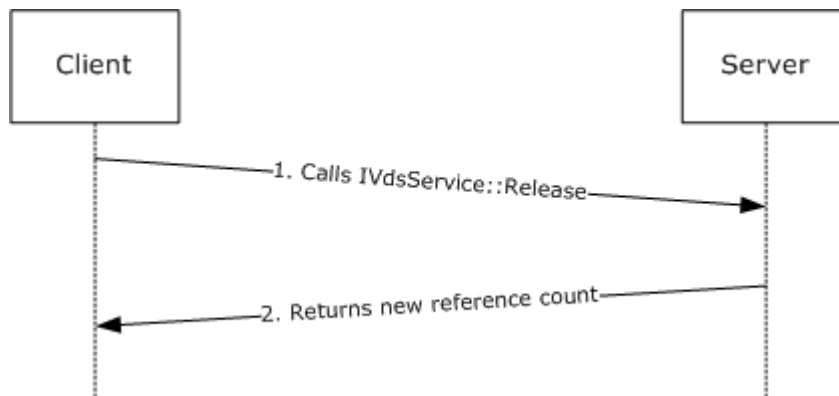 Client
Server
1. Calls IVdsService::Release
2. Returns new reference count